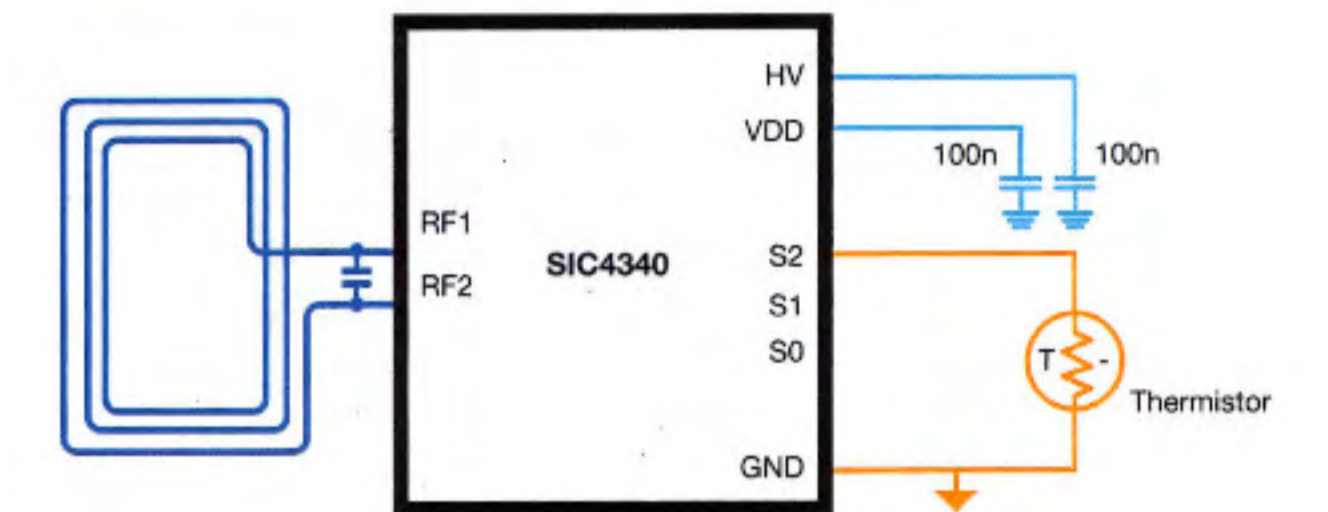 HV
VDD
100n
100n
RF1
SIC4340
S2
RF2
S1
S0
T
-
Thermistor
GND